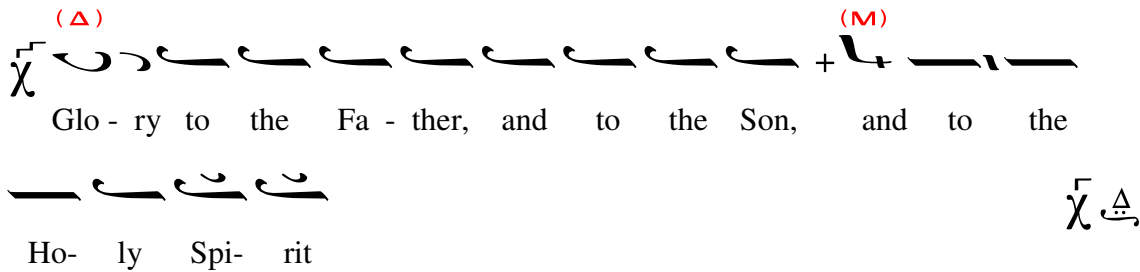 (Δ) (M)
χ +
Glo - ry to the Fa - ther, and to the Son, and to the
χ Δ
Ho- ly Spi- rit